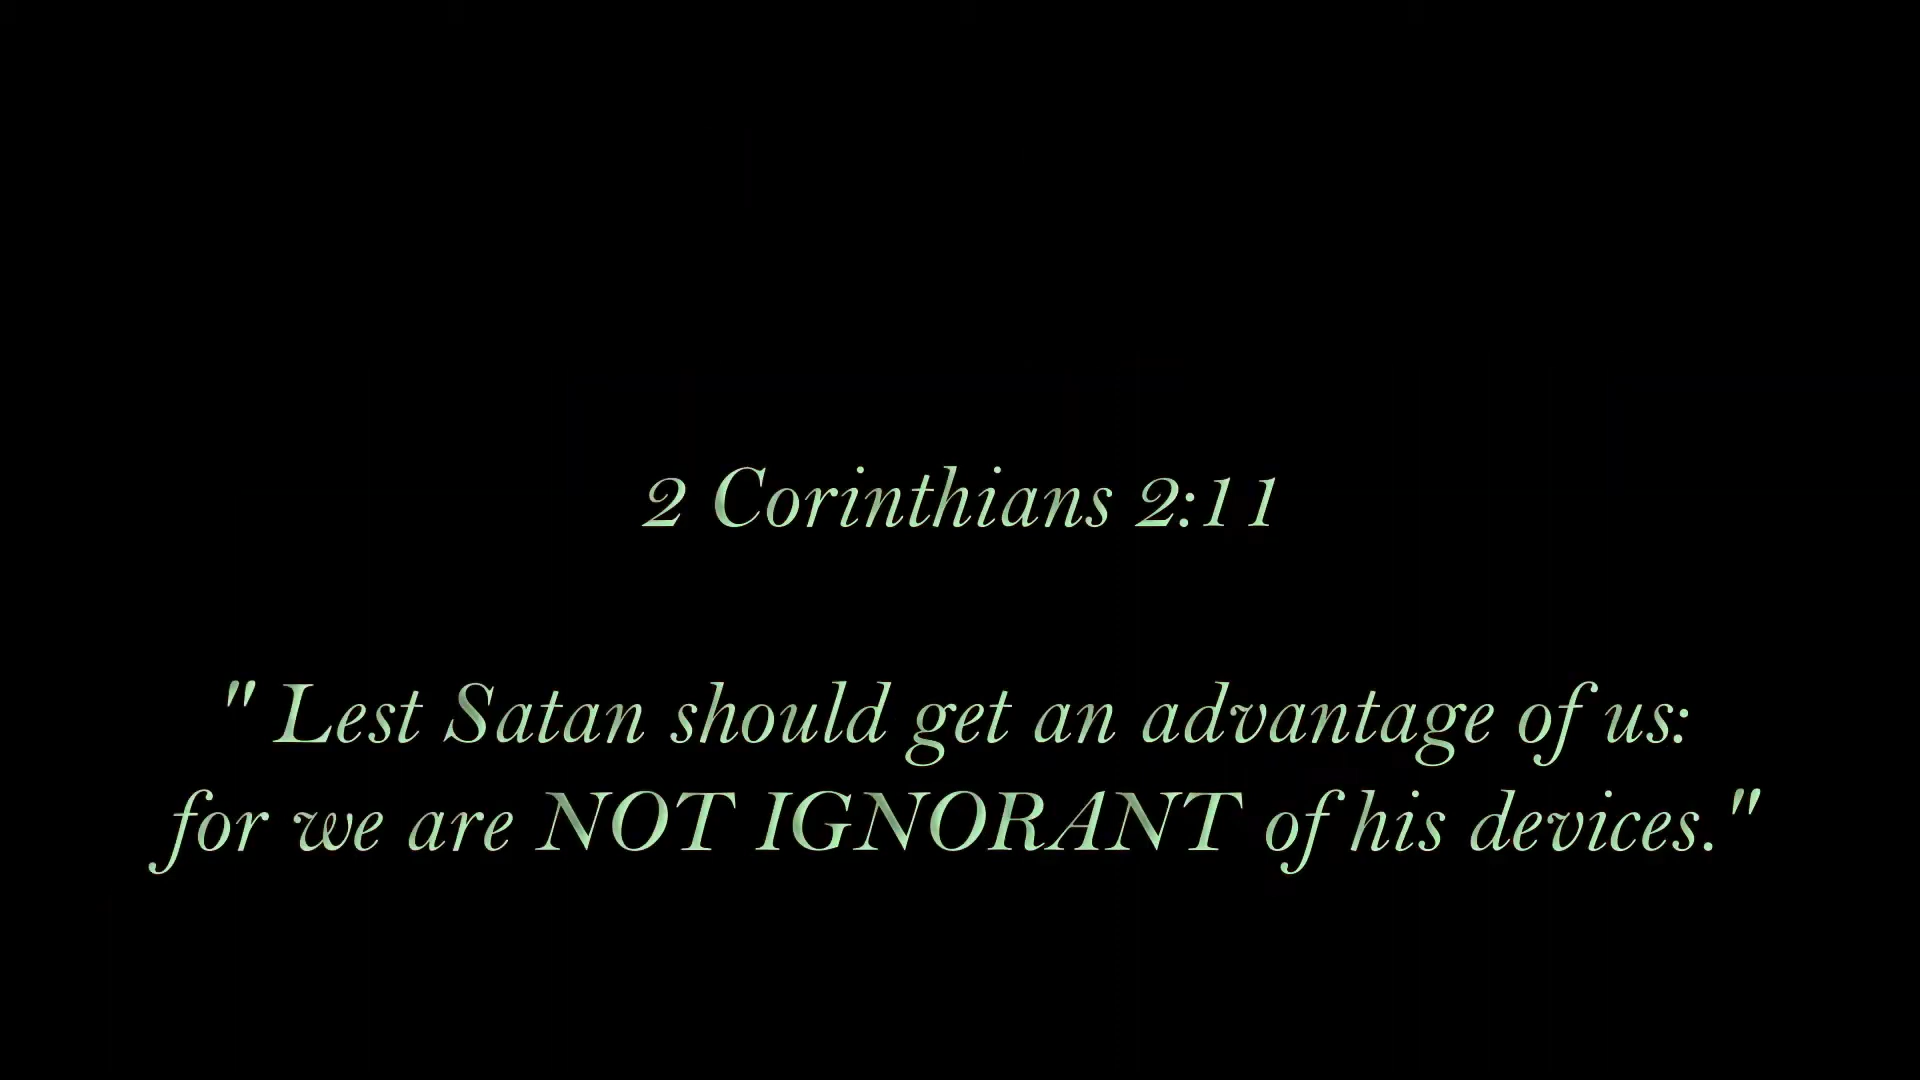 2 Corinthians 2:11
" Lest Satan should get an advantage of us:
for we are NOT IGNORANT of his devices."